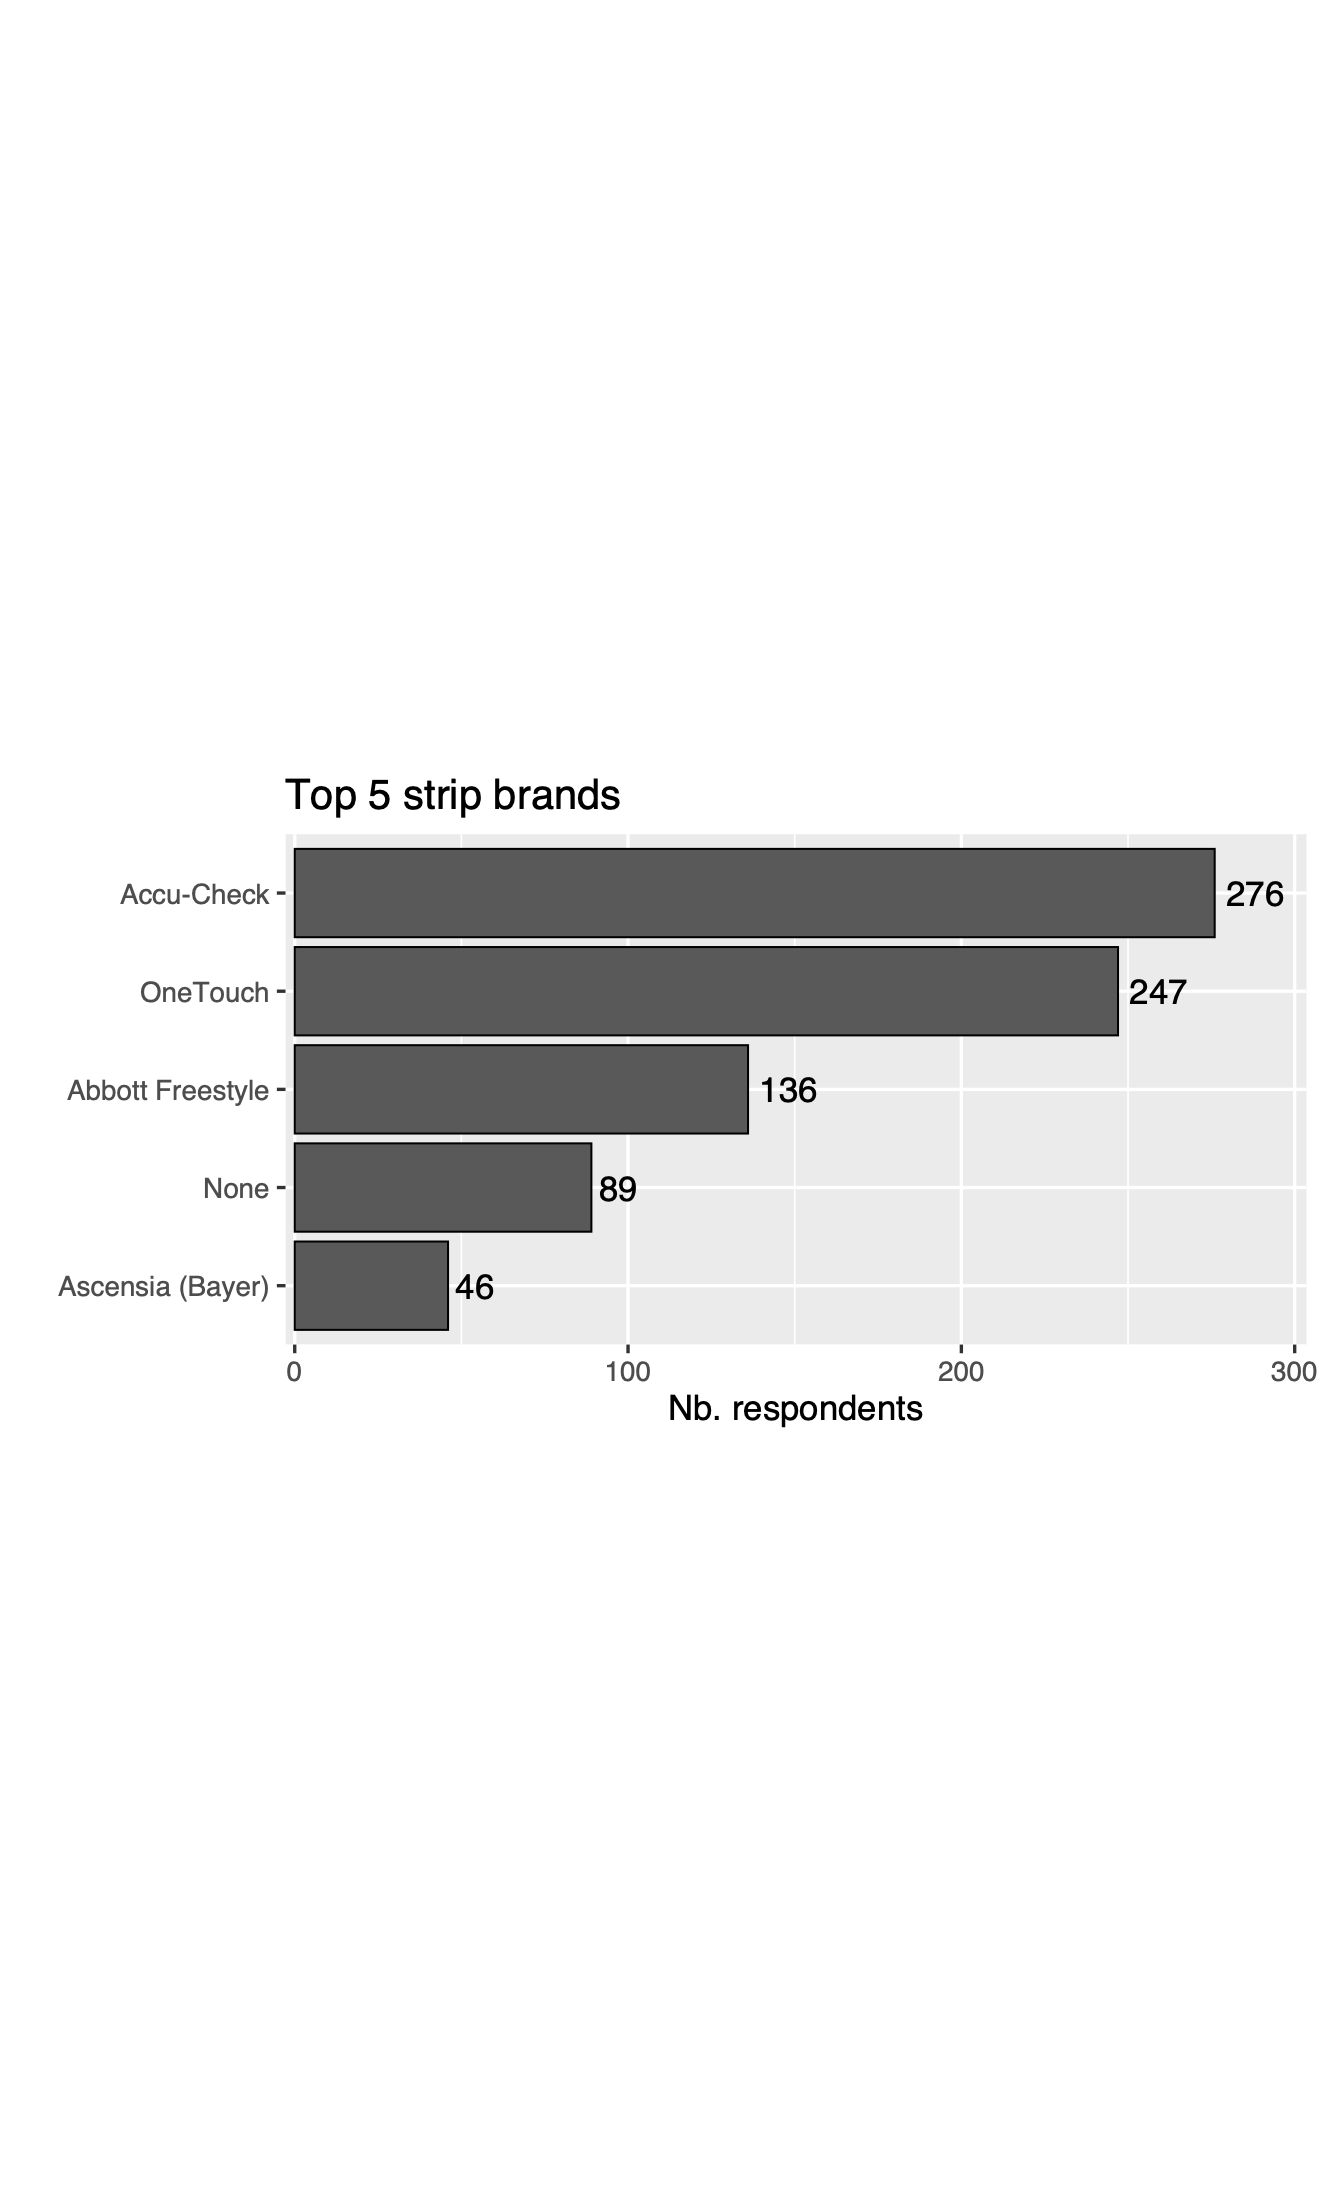 Top 5 strip brands
Accu-Check
276
OneTouch
247
Abbott Freestyle
136
None
89
Ascensia (Bayer)
46
0 100 200 300
Nb. respondents